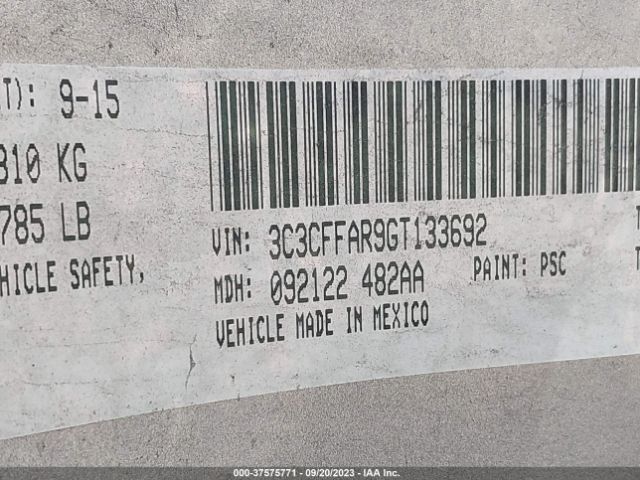 T): 9-15
810 KG
785 LB
HICLE SAFETY,
VIN: 3C3CFFAR9GT133692
MDH: 092122 482AA
PAINT: PSC
VEHICLE MADE IN MEXICO
T
T
000-37575771 - 09/20/2023 - IAA Inc.